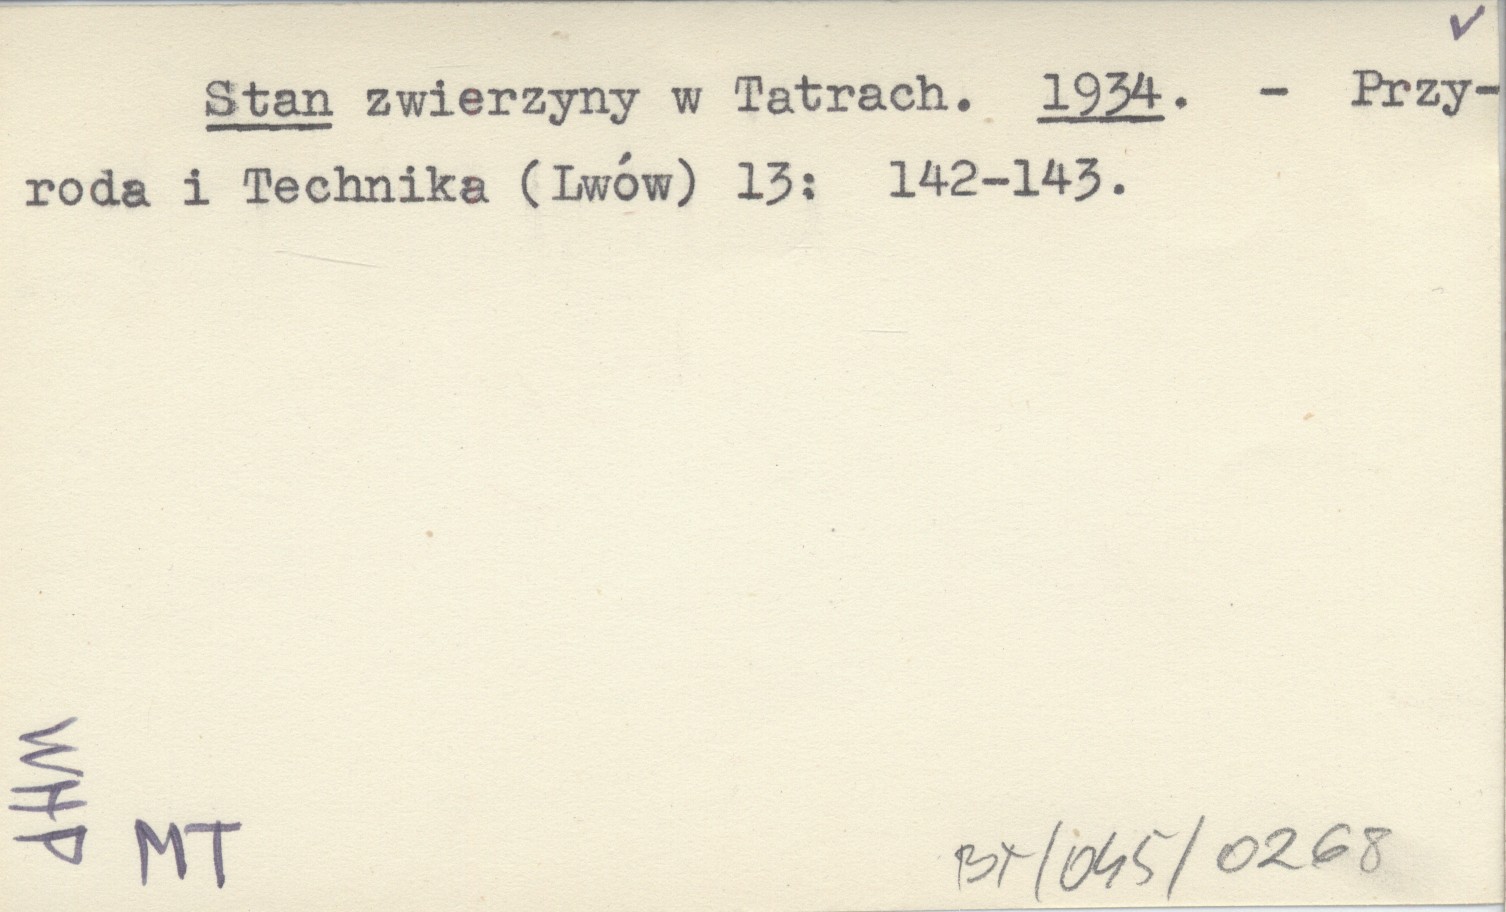 Stan zwierzyny w Tatrach. 1934. - Przy-
roda i Technika (Lwów) 13: 142-143.
WHP
MT
BT/045/0268